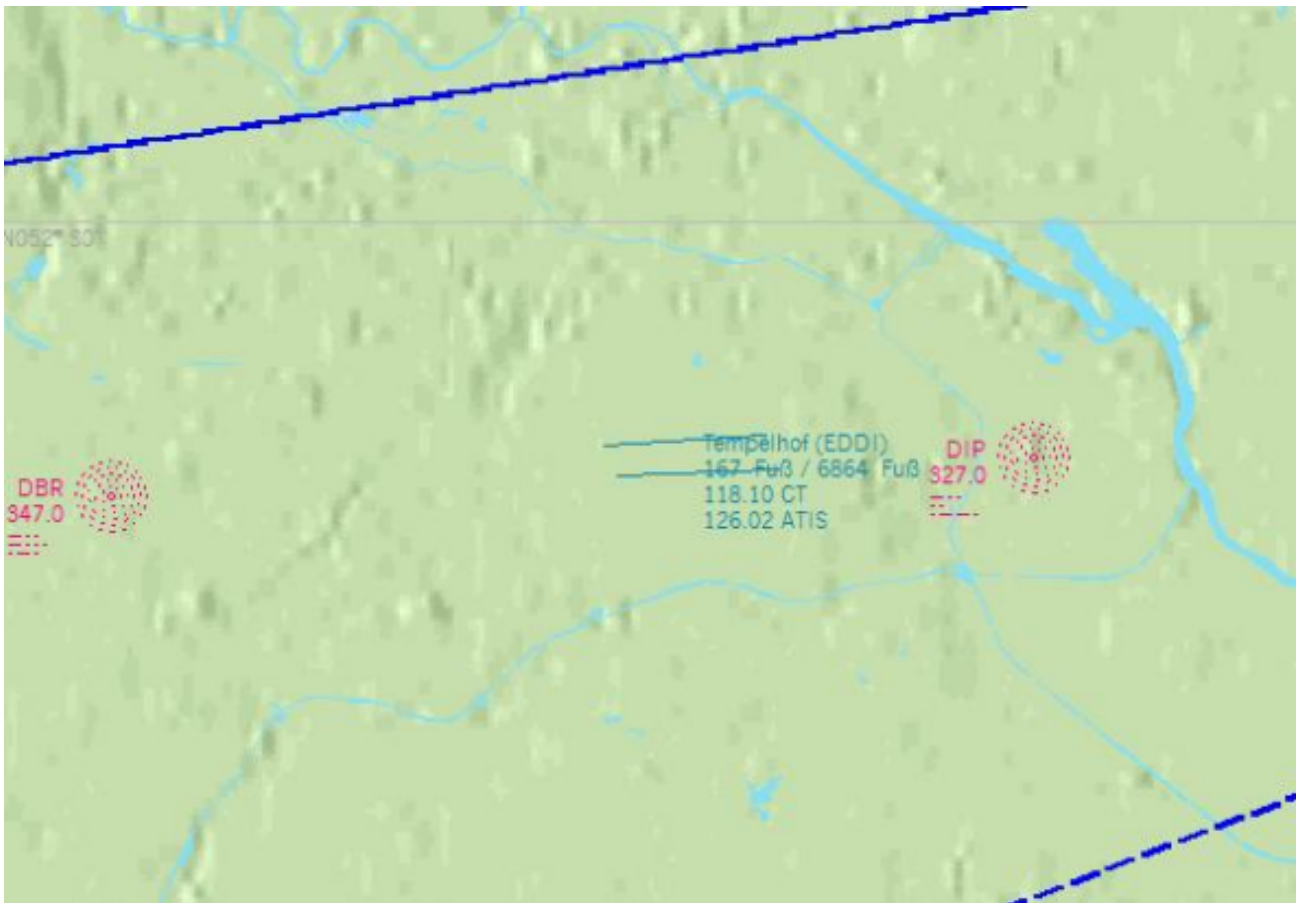 N052° 30'
Tempelhof (EDDI)
167 Fuß / 6864 Fuß
118.10 CT
126.02 ATIS
DIP
327.0
DBR
347.0